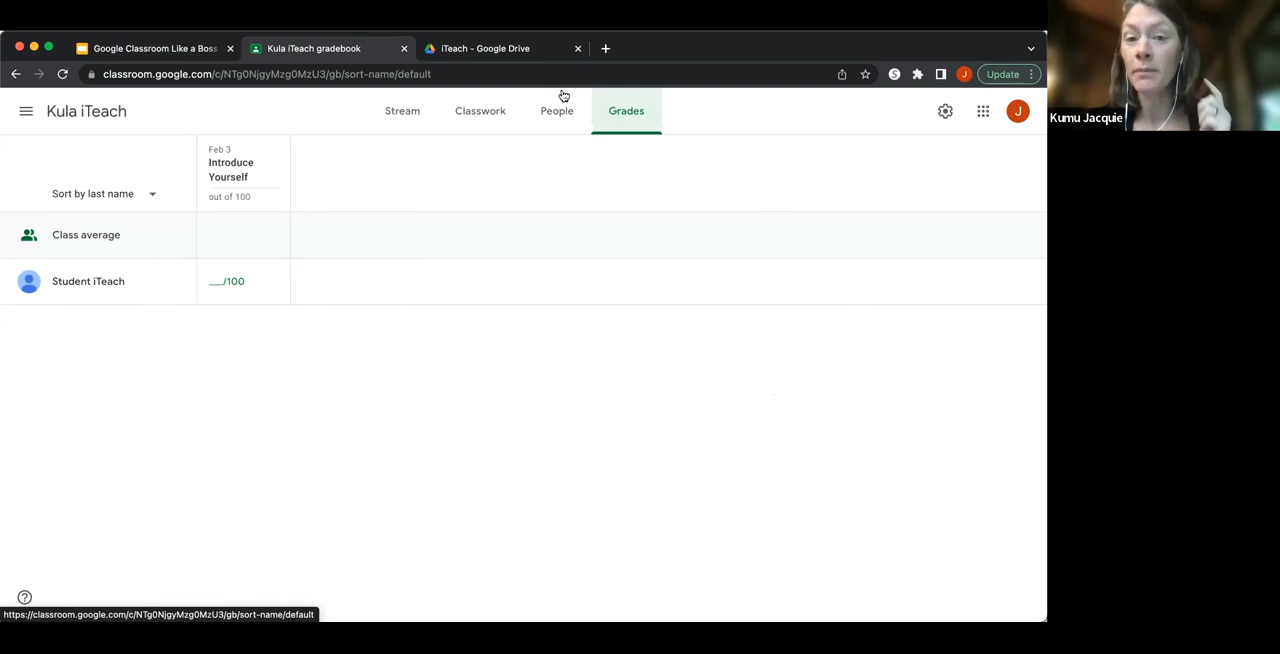 Google Classroom Like a Boss
Kula iTeach gradebook
iTeach - Google Drive
classroom.google.com/c/NTg0NjgyMzg0MzU3/gb/sort-name/default
J
Update
Kumu Jacquie
Kula iTeach
Stream
Classwork
People
Grades
J
Feb 3
Introduce
Yourself
Sort by last name
out of 100
Class average
Student iTeach
___/100
https://classroom.google.com/c/NTg0NjgyMzg0MzU3/gb/sort-name/default